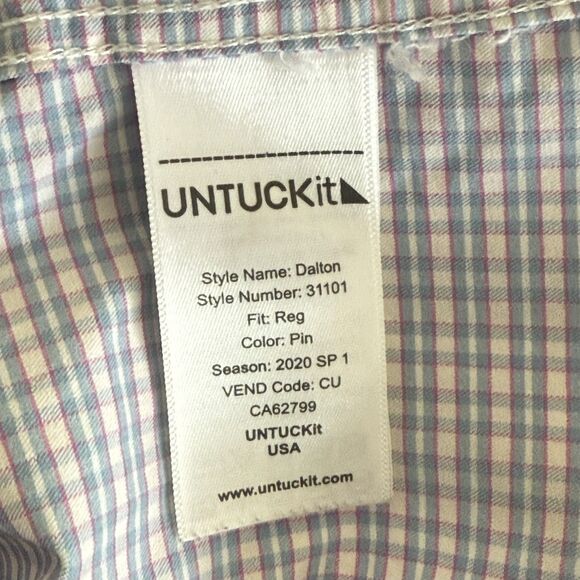 UNTUCKit
Style Name: Dalton
Style Number: 31101
Fit: Reg
Color: Pin
Season: 2020 SP 1
VEND Code: CU
CA62799
UNTUCKit
USA
www.untuckit.com